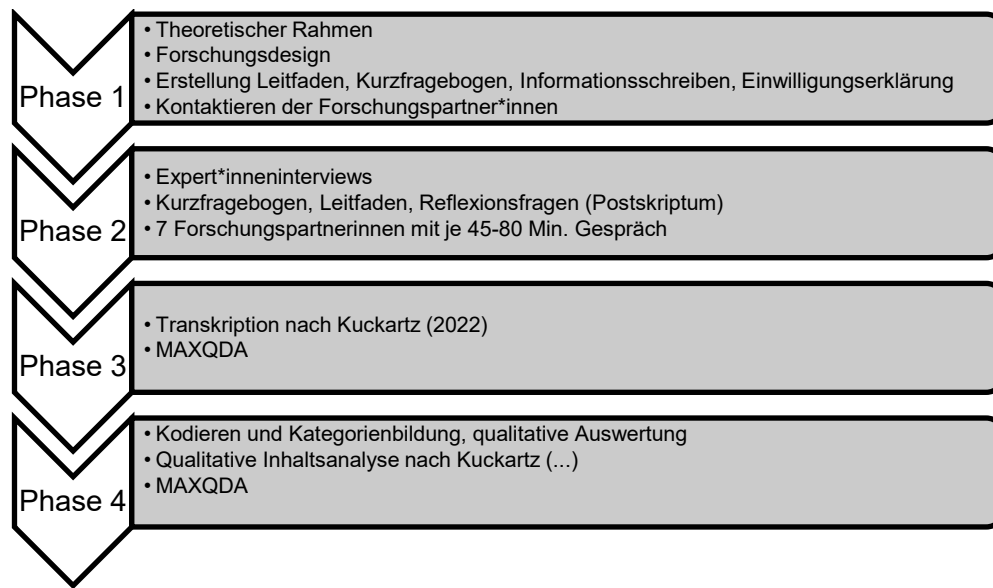 Phase 1
• Theoretischer Rahmen
• Forschungsdesign
• Erstellung Leitfaden, Kurzfragebogen, Informationsschreiben, Einwilligungserklärung
• Kontaktieren der Forschungspartner*innen
Phase 2
• Expert*inneninterviews
• Kurzfragebogen, Leitfaden, Reflexionsfragen (Postskriptum)
• 7 Forschungspartnerinnen mit je 45-80 Min. Gespräch
Phase 3
• Transkription nach Kuckartz (2022)
• MAXQDA
Phase 4
• Kodieren und Kategorienbildung, qualitative Auswertung
• Qualitative Inhaltsanalyse nach Kuckartz (...)
• MAXQDA